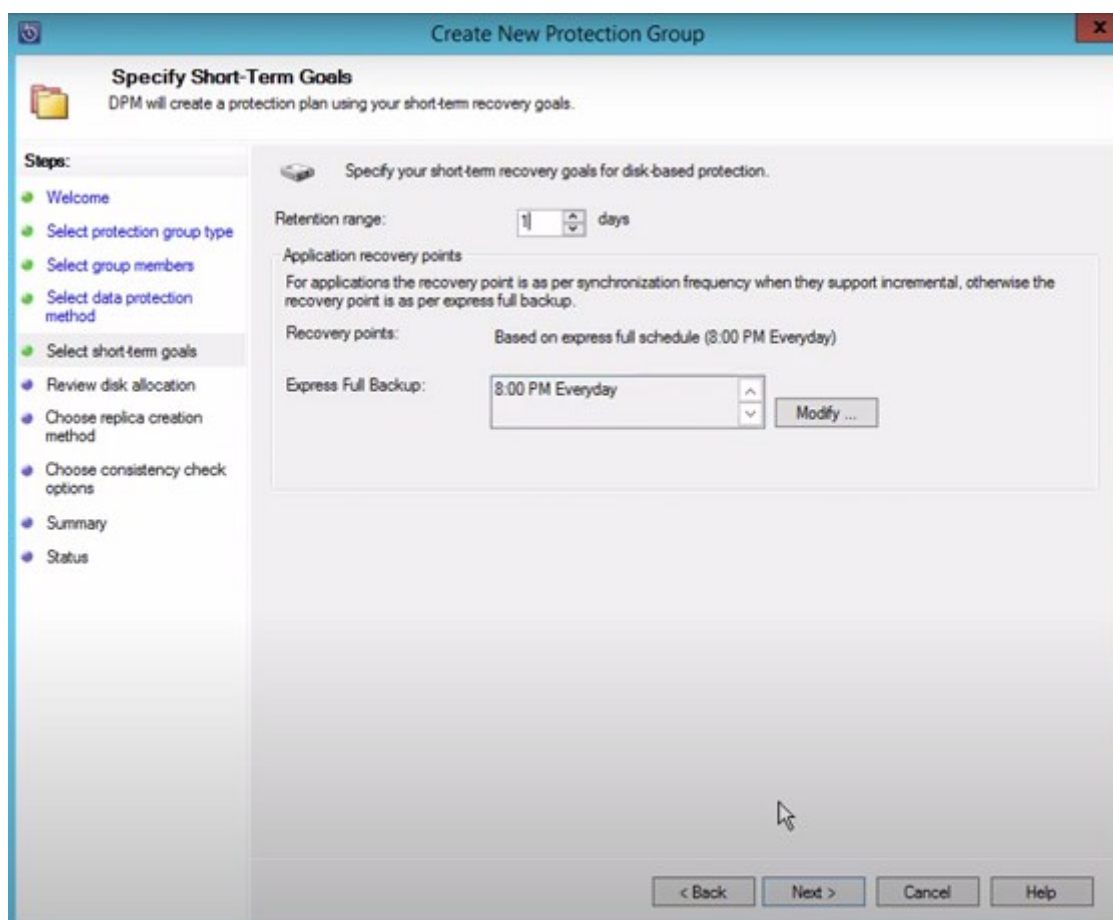 Create New Protection Group
x
Specify Short-Term Goals
DPM will create a protection plan using your short-term recovery goals.
Steps:
Welcome
Select protection group type
Select group members
Select data protection
method
Select short-term goals
Review disk allocation
Choose replica creation
method
Choose consistency check
options
Summary
Status
Specify your short-term recovery goals for disk-based protection.
Retention range: 1 days
Application recovery points
For applications the recovery point is as per synchronization frequency when they support incremental, otherwise the
recovery point is as per express full backup.
Recovery points: Based on express full schedule (8:00 PM Everyday)
Express Full Backup: 8:00 PM Everyday
Modify ...
< Back Next > Cancel Help